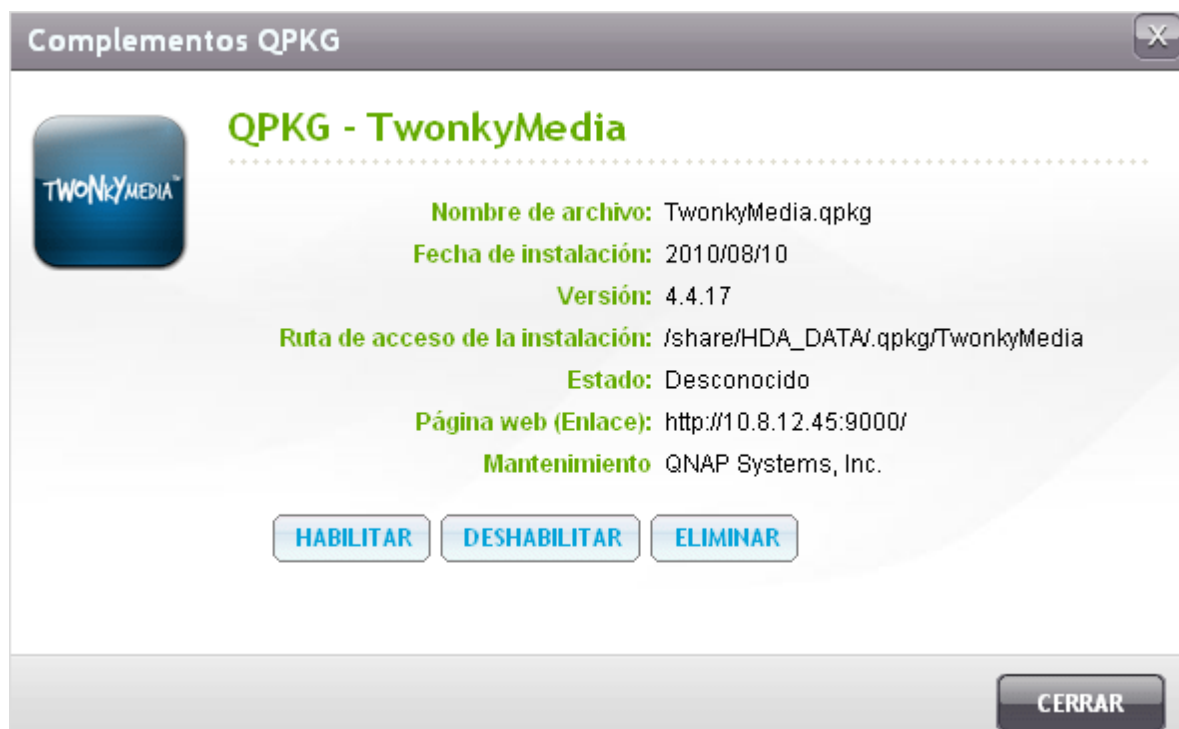 Complementos QPKG
X
TWONKYMEDIA™
QPKG - TwonkyMedia
Nombre de archivo: TwonkyMedia.qpkg
Fecha de instalación: 2010/08/10
Versión: 4.4.17
Ruta de acceso de la instalación: /share/HDA_DATA/.qpkg/TwonkyMedia
Estado: Desconocido
Página web (Enlace): http://10.8.12.45:9000/
Mantenimiento QNAP Systems, Inc.
HABILITAR DESHABILITAR ELIMINAR
CERRAR